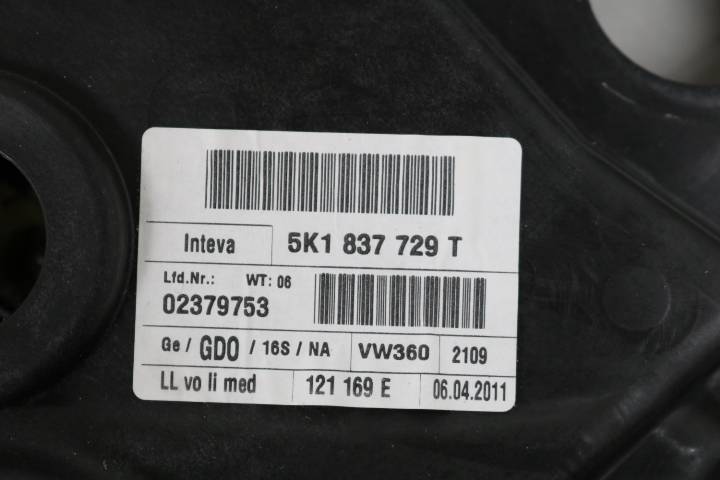 Inteva 5K1 837 729 T
Lfd.Nr.: WT: 06
02379753
Ge / GDO / 16S / NA VW360 2109
LL vo li med 121 169 E 06.04.2011